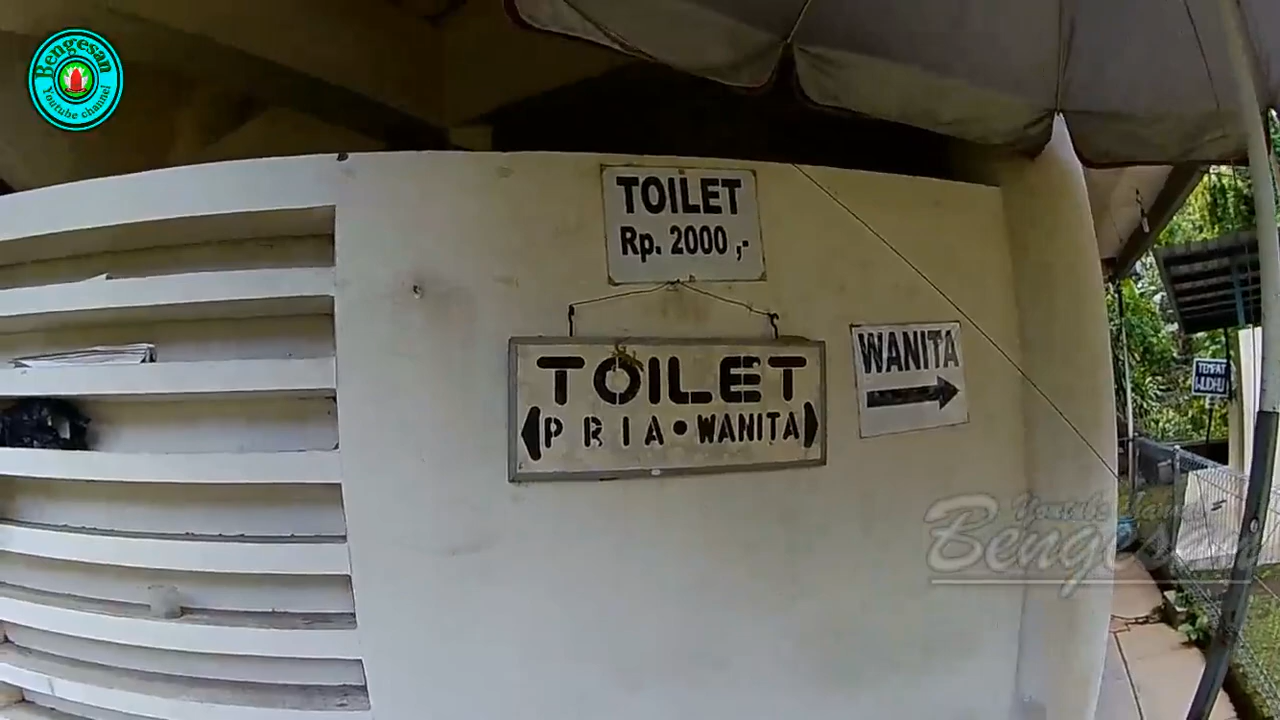 Bengesan
Youtube channel
TOILET
Rp. 2000 ,-
TOILET
PRIA • WANITA
WANITA
TEMPAT
WUDHU
Bengesan